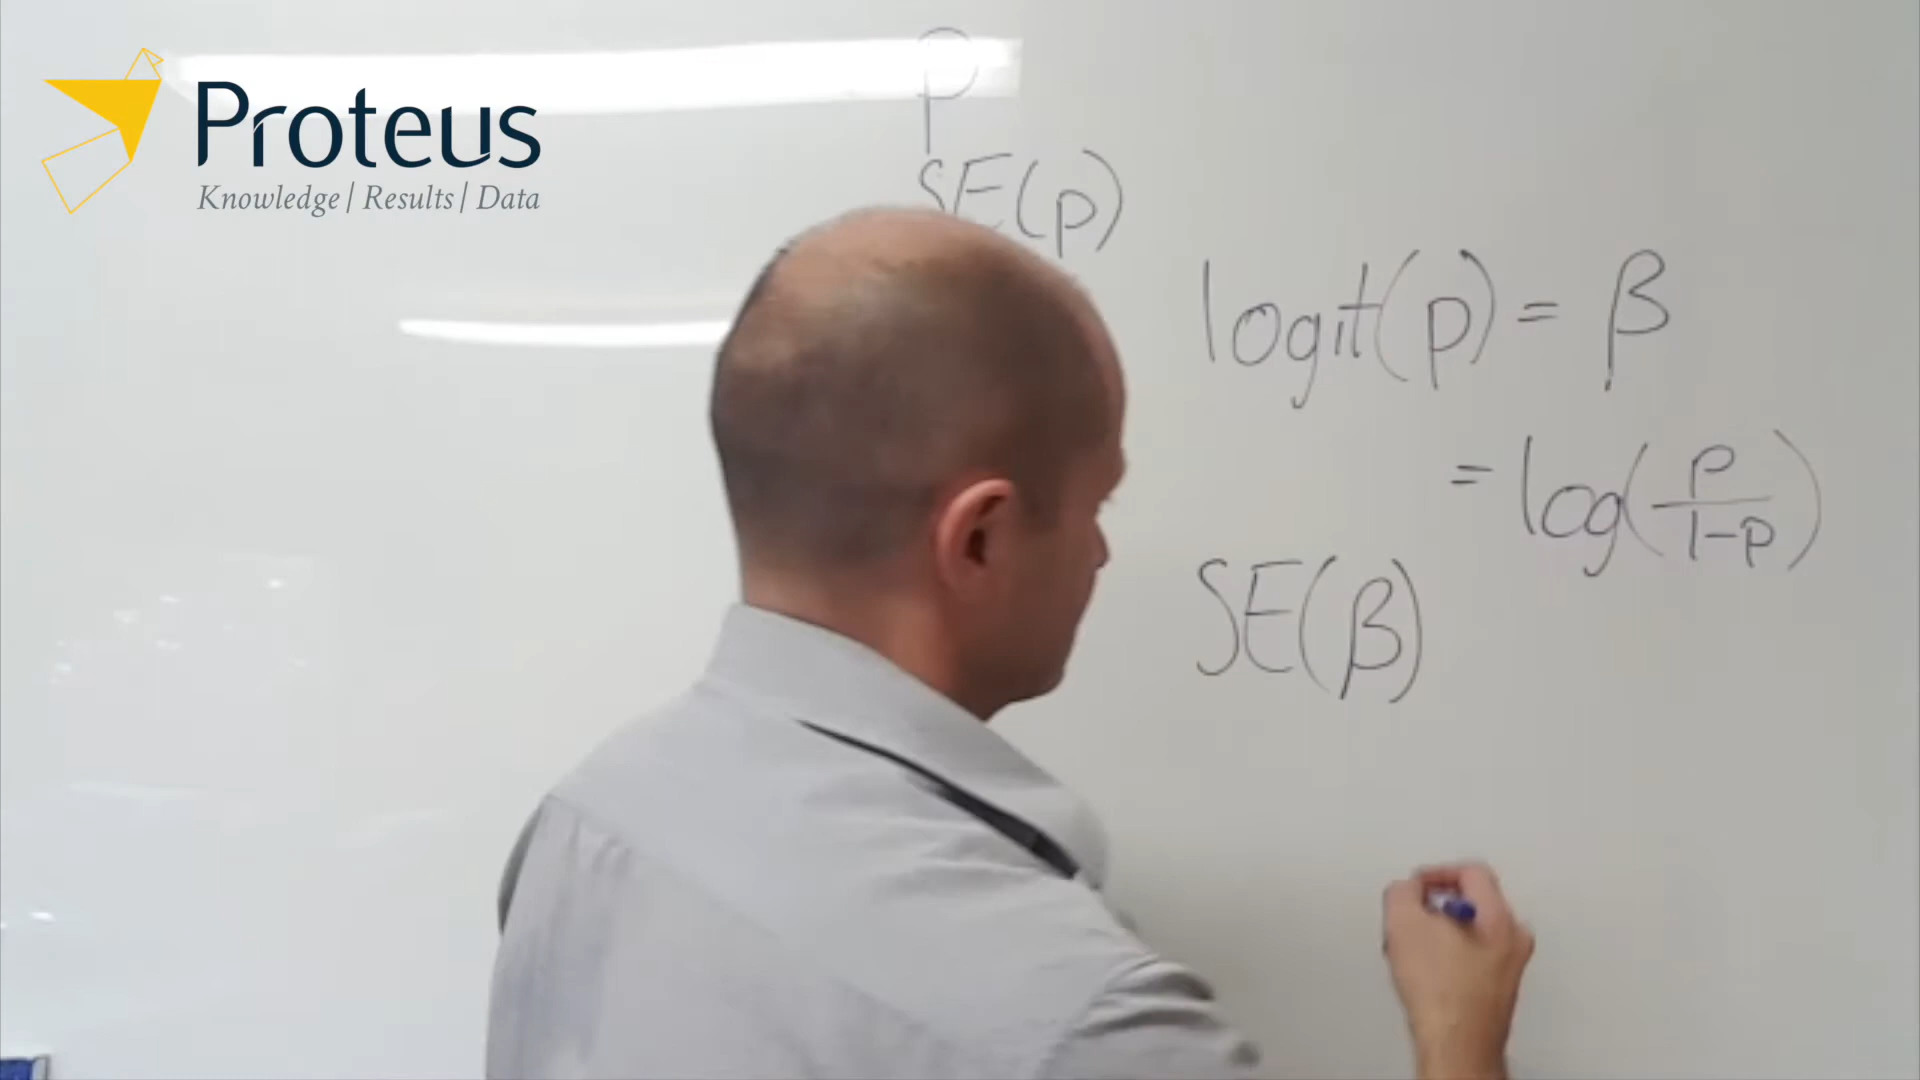 Proteus
Knowledge | Results | Data
p
SE(p)
logit(p) = β
= log(p/1-p)
SE(β)